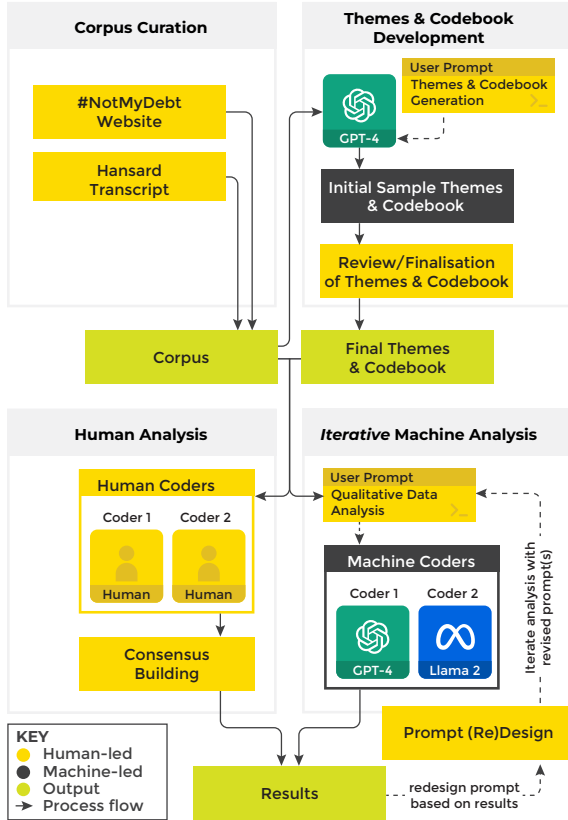 Corpus Curation
#NotMyDebt
Website
Hansard
Transcript
Themes & Codebook
Development
User Prompt
Themes & Codebook
Generation
>_
GPT-4
Initial Sample Themes
& Codebook
Review/Finalisation
of Themes & Codebook
Corpus
Final Themes
& Codebook
Human Analysis
Human Coders
Coder 1
Coder 2
Human
Human
Consensus
Building
Iterative Machine Analysis
User Prompt
Qualitative Data
Analysis
>_
Machine Coders
Coder 1
Coder 2
GPT-4
Llama 2
Iterate analysis with
revised prompt(s)
Prompt (Re)Design
redesign prompt
based on results
Results
KEY
Human-led
Machine-led
Output
Process flow